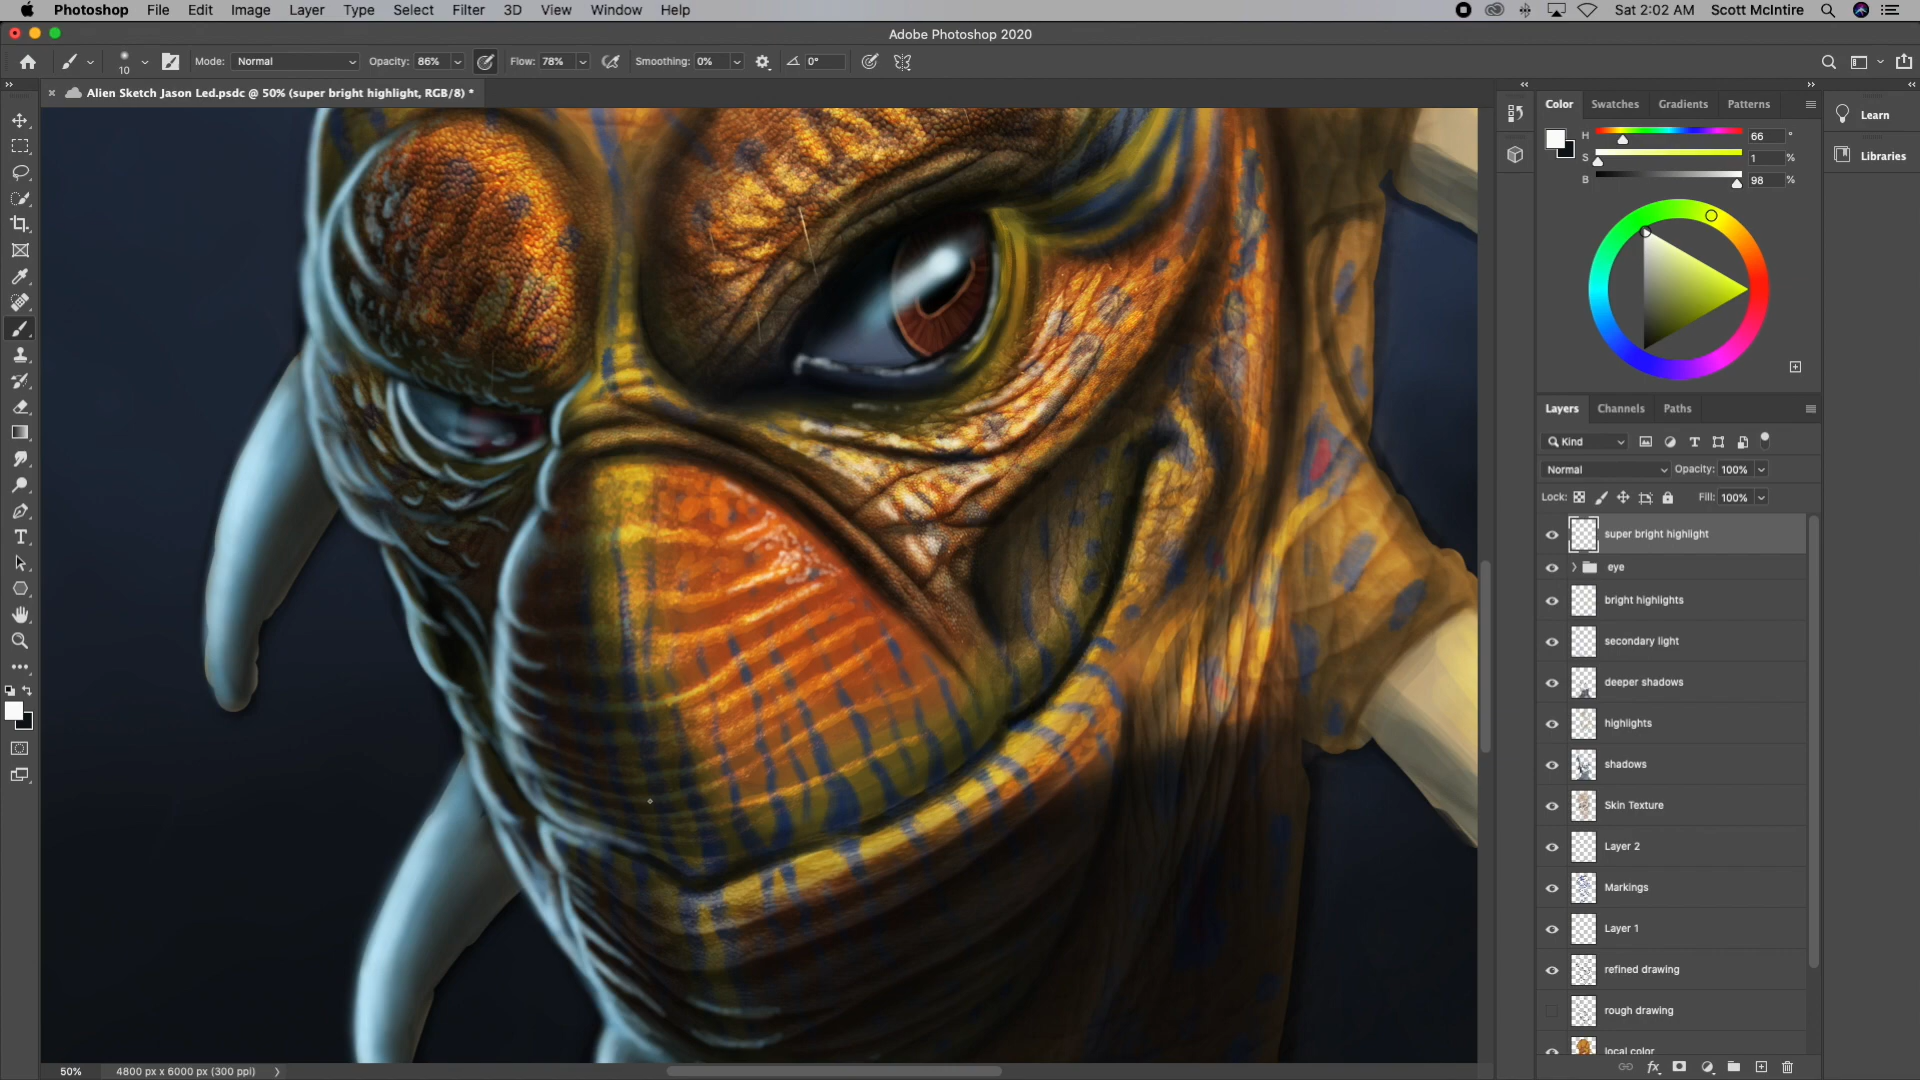 Photoshop File Edit Image Layer Type Select Filter 3D View Window Help Sat 2:02 AM Scott McIntire
Adobe Photoshop 2020
10 Mode: Normal Opacity: 86% Flow: 78% Smoothing: 0% 0°
Alien Sketch Jason Led.psdc @ 50% (super bright highlight, RGB/8) *
Color Swatches Gradients Patterns
Learn
H 66 °
S 1 %
Libraries
B 98 %
Layers Channels Paths
Kind
Normal Opacity: 100%
Lock: Fill: 100%
super bright highlight
eye
bright highlights
secondary light
deeper shadows
highlights
shadows
Skin Texture
Layer 2
Markings
Layer 1
refined drawing
rough drawing
local color
50% 4800 px x 6000 px (300 ppi)